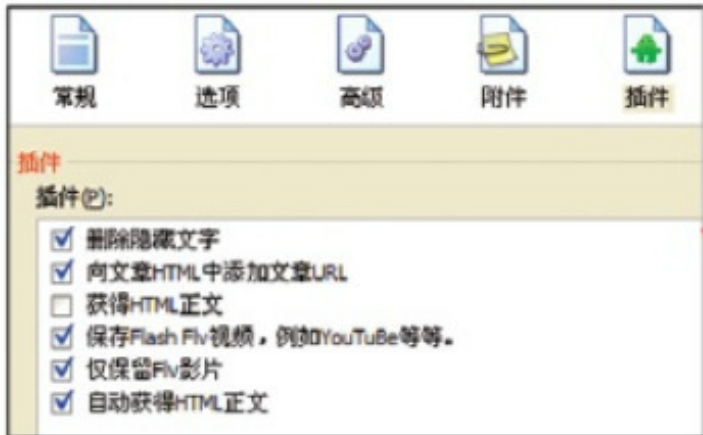 常规 选项 高级 附件 插件
插件
插件(P):
删除隐藏文字
向文章HTML中添加文章URL
获得HTML正文
保存Flash Flv视频，例如YouTuBe等等。
仅保留Flv影片
自动获得HTML正文